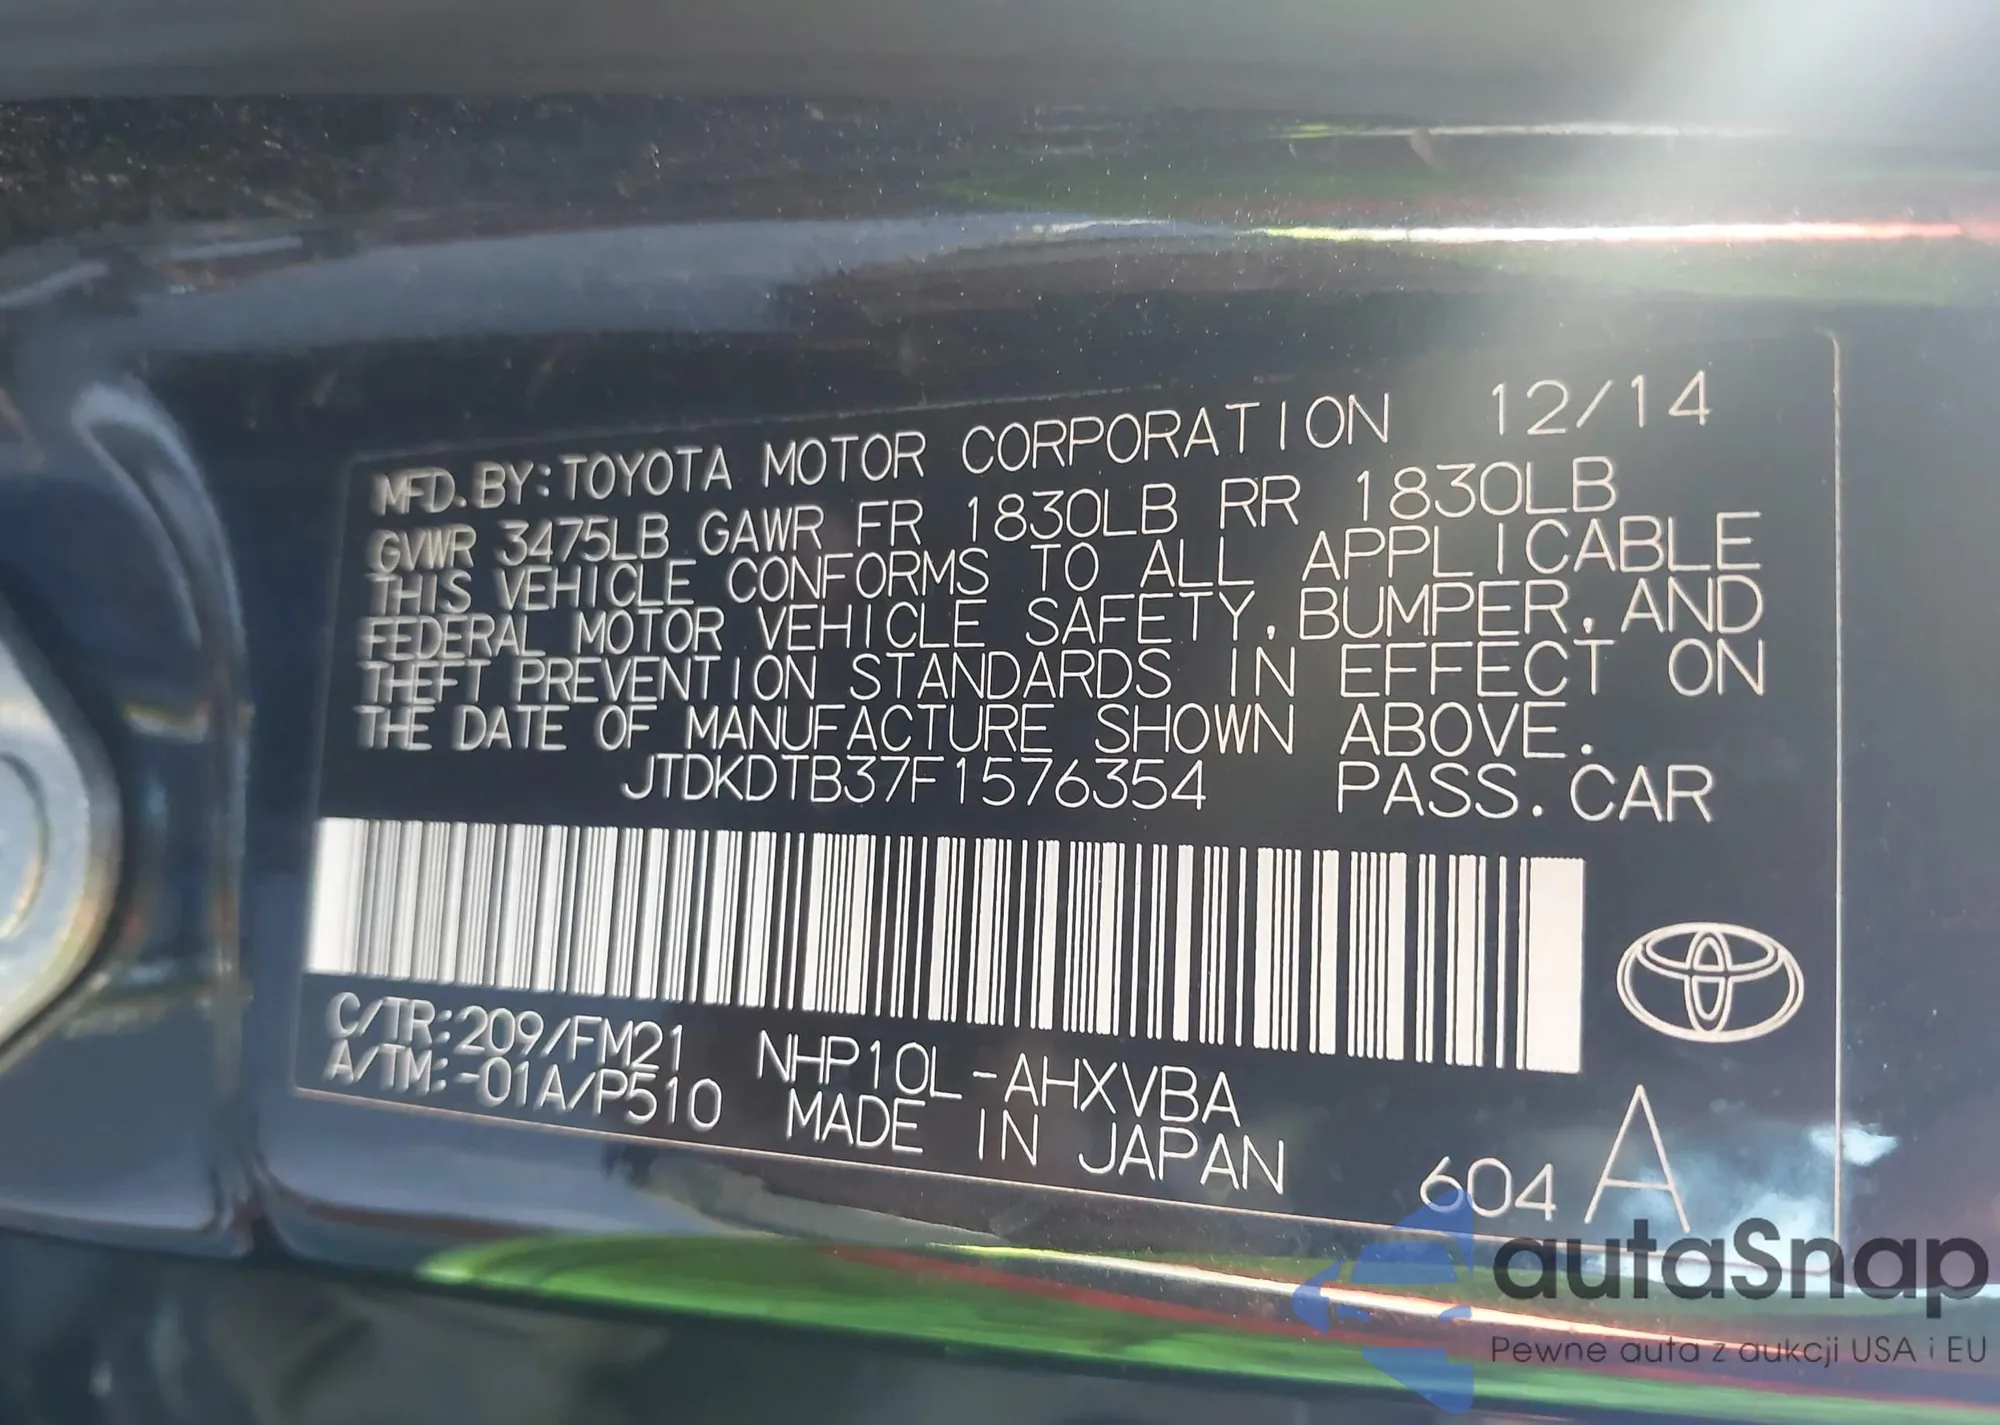 MFD.BY:TOYOTA MOTOR CORPORATION 12/14
GVWR 3475LB GAWR FR 1830LB RR 1830LB
THIS VEHICLE CONFORMS TO ALL APPLICABLE
FEDERAL MOTOR VEHICLE SAFETY, BUMPER, AND
THEFT PREVENTION STANDARDS IN EFFECT ON
THE DATE OF MANUFACTURE SHOWN ABOVE.
JTDKDTB37F1576354 PASS.CAR
C/TR:209/FM21 NHP10L-AHXVBA
A/TM:-01A/P510 MADE IN JAPAN
604 A
autaSnap
Pewne auta z aukcji USA i EU